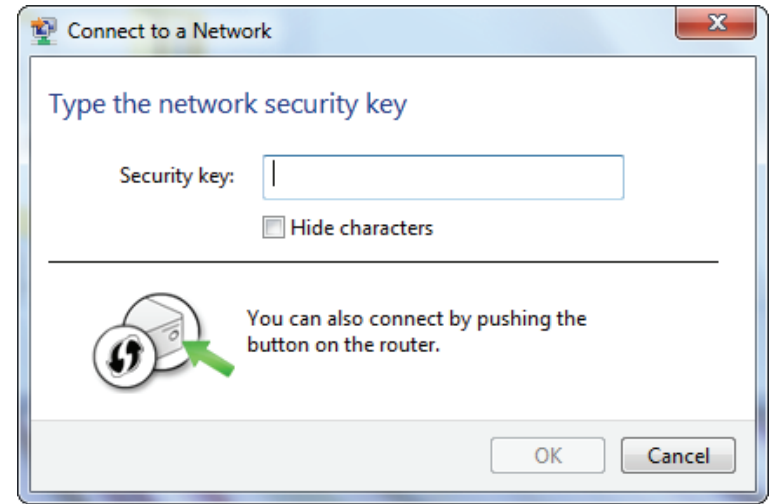 Connect to a Network
Type the network security key
Security key:
Hide characters
You can also connect by pushing the
button on the router.
OK
Cancel